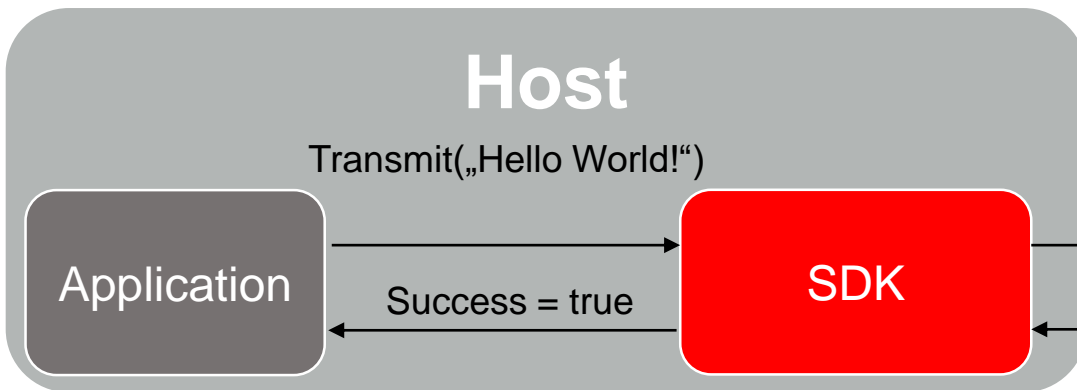 Host
Transmit(„Hello World!“)
Application
SDK
Success = true